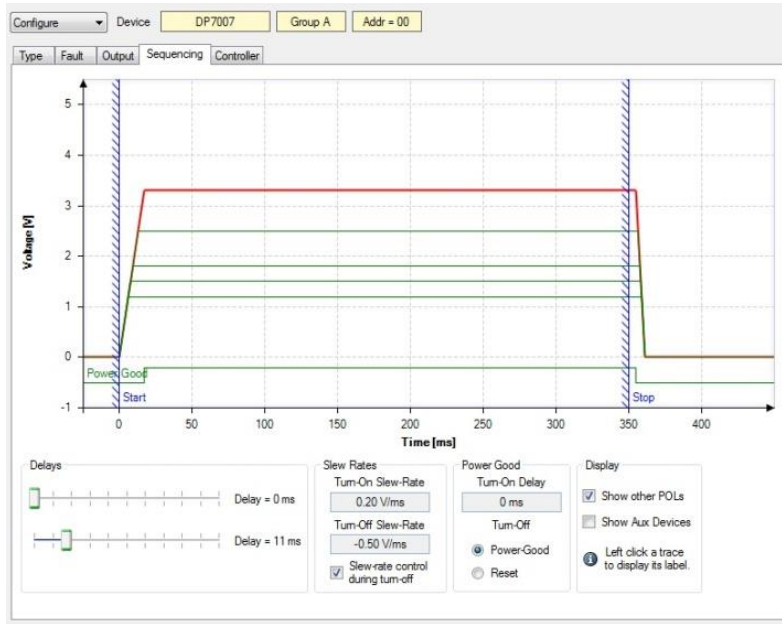 Configure Device DP7007 Group A Addr = 00
Type Fault Output Sequencing Controller
5
4
3
2
1
0
-1
Voltage [V]
Power Good
Start
Stop
0 50 100 150 200 250 300 350 400
Time [ms]
Delays
Delay = 0 ms
Delay = 11 ms
Slew Rates
Turn-On Slew-Rate
0.20 V/ms
Turn-Off Slew-Rate
-0.50 V/ms
Slew-rate control
during turn-off
Power Good
Turn-On Delay
0 ms
Turn-Off
Power-Good
Reset
Display
Show other POLs
Show Aux Devices
Left click a trace
to display its label.